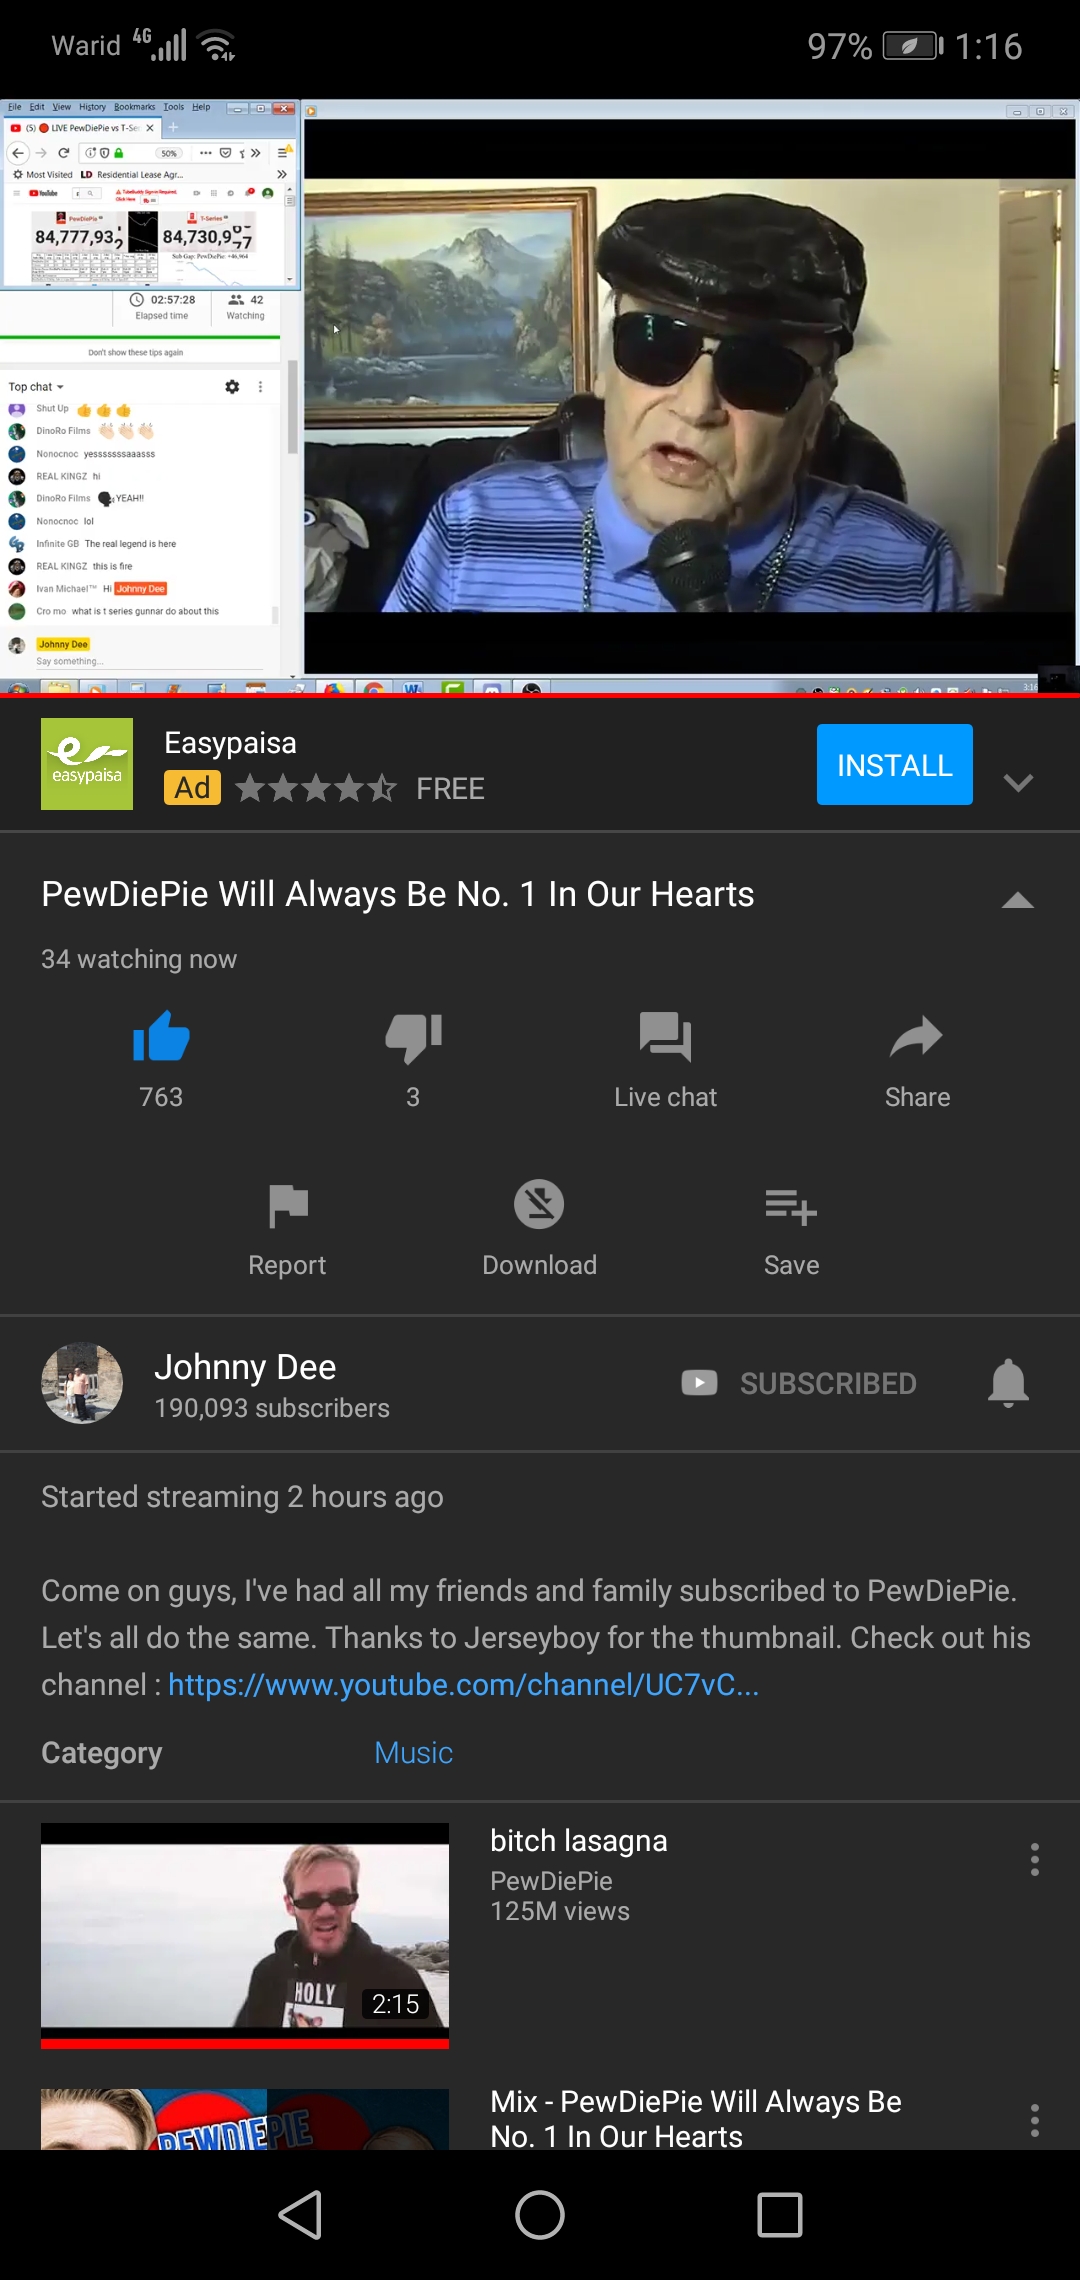 Warid 4G 97% 1:16
File Edit View History Bookmarks Tools Help
(5) LIVE PewDiePie vs T-Ser
50%
Most Visited LD Residential Lease Agr...
YouTube
PewDiePie T-Series
84,777,93 84,730,9
Sub Gap: PewDiePie: +46,964
02:57:28 42
Elapsed time Watching
Don't show these tips again
Top chat
Shut Up
DinoRo Films
Nonocnoc yesssssssaaasss
REAL KINGZ hi
DinoRo Films YEAH!!
Nonocnoc lol
Infinite GB The real legend is here
REAL KINGZ this is fire
Ivan Michael™ Hi Johnny Dee
Cro mo what is t series gunnar do about this
Johnny Dee
Say something...
3:16
easypaisa
Easypaisa
Ad FREE
INSTALL
PewDiePie Will Always Be No. 1 In Our Hearts
34 watching now
763 3 Live chat Share
Report Download Save
Johnny Dee
190,093 subscribers
SUBSCRIBED
Started streaming 2 hours ago
Come on guys, I've had all my friends and family subscribed to PewDiePie.
Let's all do the same. Thanks to Jerseyboy for the thumbnail. Check out his
channel : https://www.youtube.com/channel/UC7vC...
Category Music
HOLY
2:15
bitch lasagna
PewDiePie
125M views
PEWDIEPIE
Mix - PewDiePie Will Always Be
No. 1 In Our Hearts